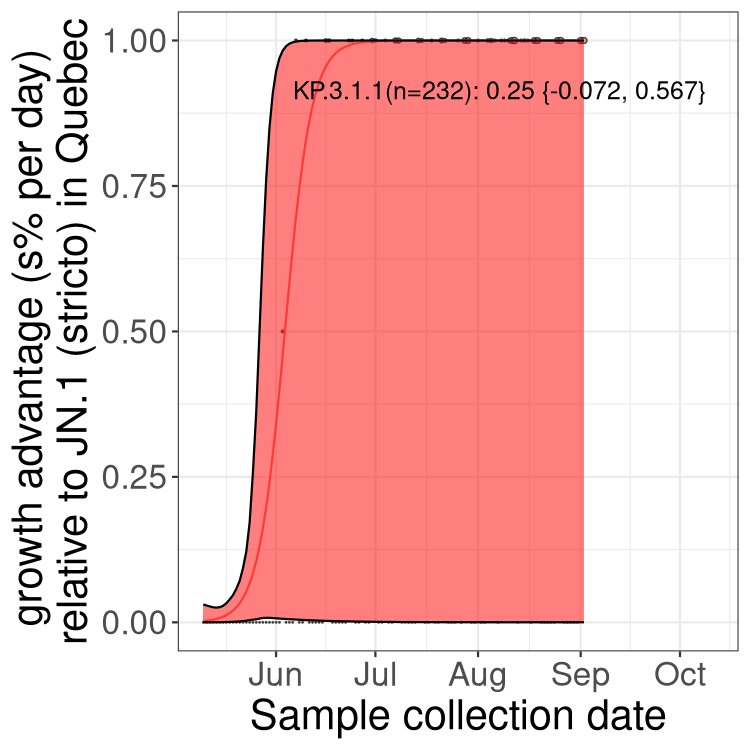 growth advantage (s% per day)
relative to JN.1 (stricto) in Quebec
1.00
0.75
0.50
0.25
0.00
KP.3.1.1(n=232): 0.25 {-0.072, 0.567}
Jun Jul Aug Sep Oct
Sample collection date